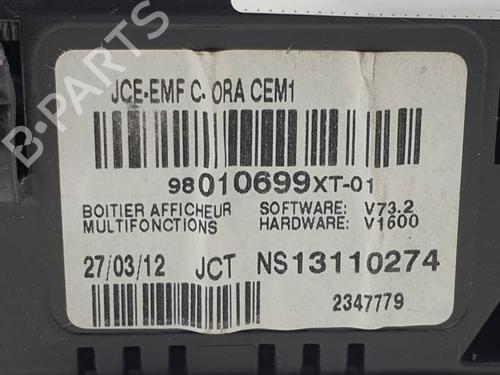 JCE-EMF C- ORA CEM1
98010699XT-01
BOITIER AFFICHEUR SOFTWARE: V73.2
MULTIFONCTIONS HARDWARE: V1600
27/03/12 JCT NS13110274
2347779